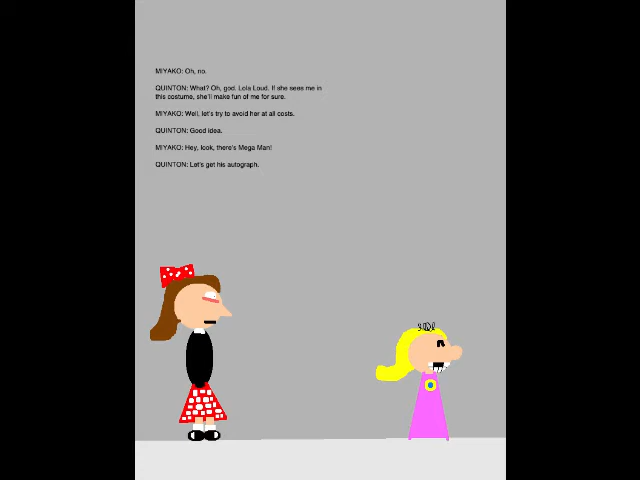 MIYAKO: Oh, no.
QUINTON: What? Oh, god. Lola Loud. If she sees me in
this costume, she'll make fun of me for sure.
MIYAKO: Well, let's try to avoid her at all costs.
QUINTON: Good idea.
MIYAKO: Hey, look, there's Mega Man!
QUINTON: Let's get his autograph.